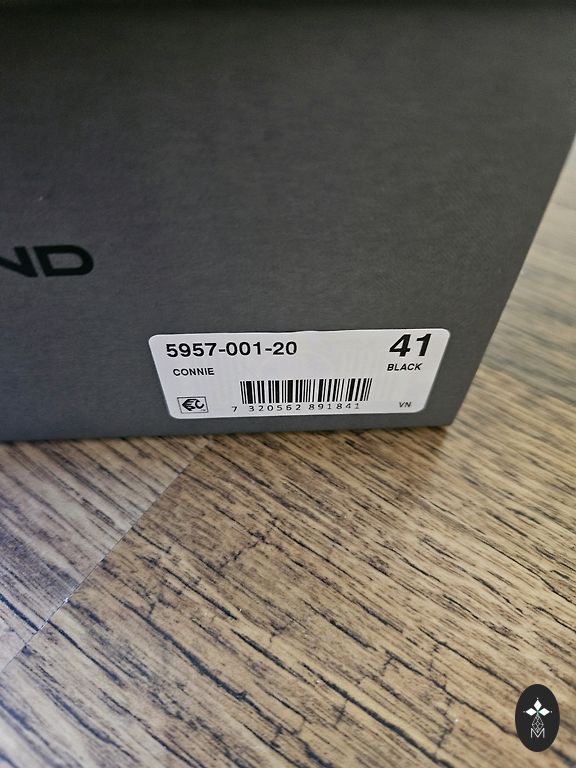 ND
5957-001-20
41
CONNIE
BLACK
7 320562 891841
VN
M